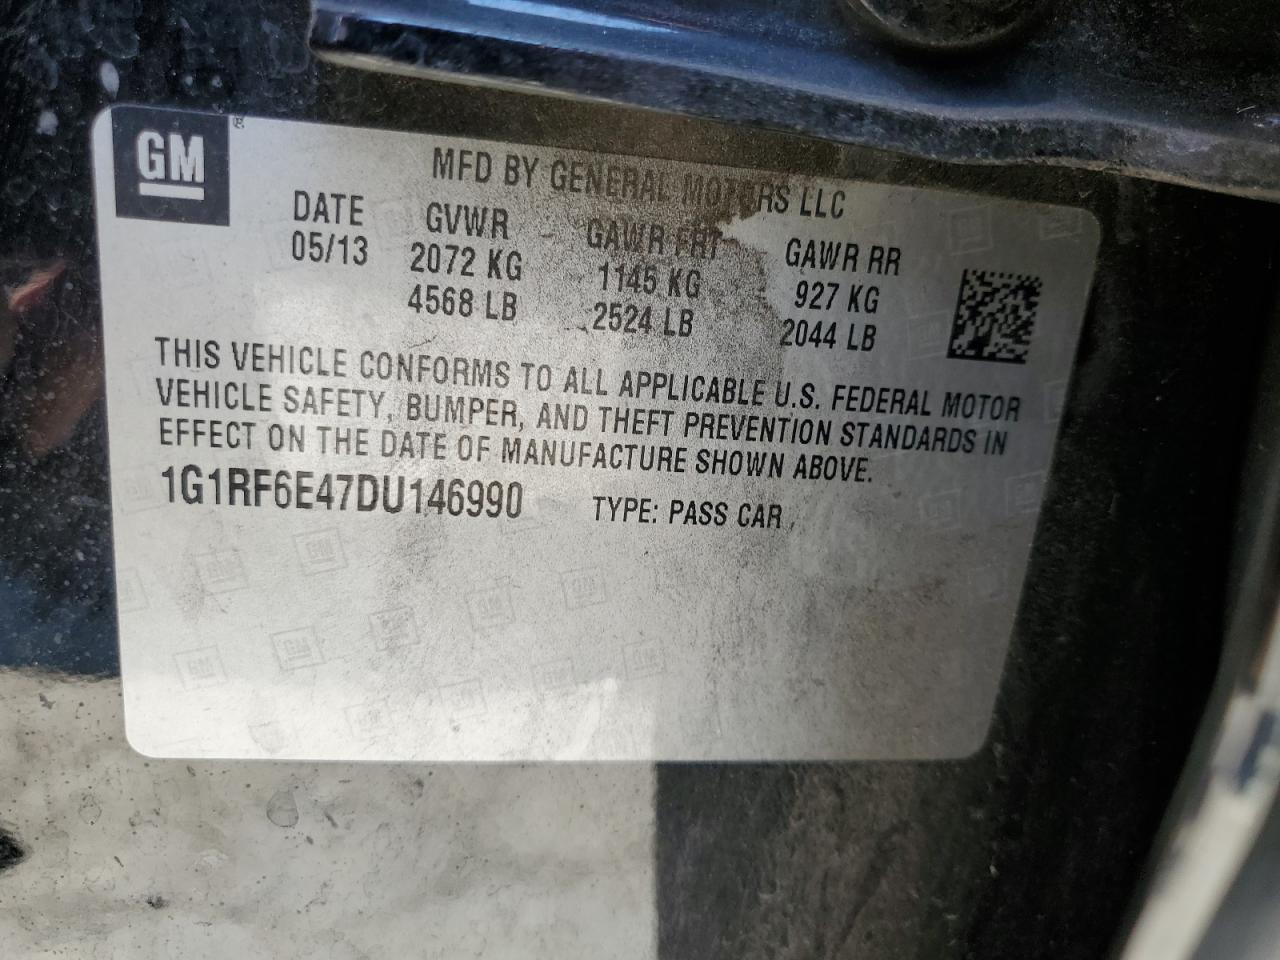 GM
MFD BY GENERAL MOTORS LLC
DATE GVWR GAWR FRT GAWR RR
05/13 2072 KG 1145 KG 927 KG
4568 LB 2524 LB 2044 LB
THIS VEHICLE CONFORMS TO ALL APPLICABLE U.S. FEDERAL MOTOR
VEHICLE SAFETY, BUMPER, AND THEFT PREVENTION STANDARDS IN
EFFECT ON THE DATE OF MANUFACTURE SHOWN ABOVE.
1G1RF6E47DU146990 TYPE: PASS CAR